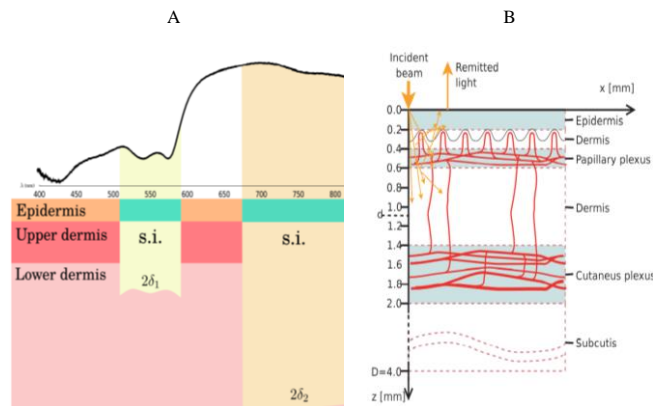 A
B
λ (nm)
400 450 500 550 600 650 700 750 800
Epidermis
Upper dermis
s.i.
s.i.
Lower dermis
2δ₁
2δ₂
Incident
beam
Remitted
light
x [mm]
0.0
Epidermis
0.2
Dermis
0.4
Papillary plexus
0.6
0.8
1.0
Dermis
d
1.2
1.4
1.6
Cutaneus plexus
1.8
2.0
Subcutis
D=4.0
z [mm]